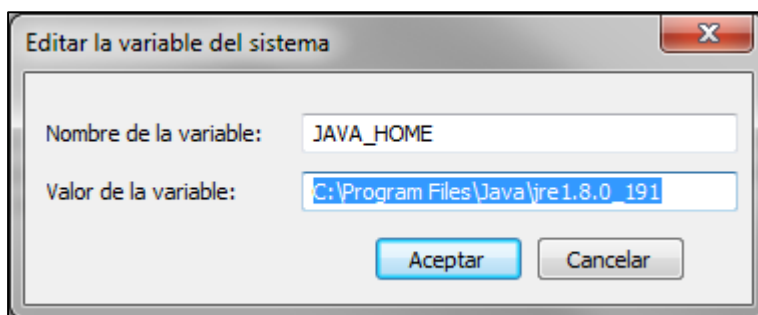 Editar la variable del sistema
Nombre de la variable: JAVA_HOME
Valor de la variable: C:\Program Files\Java\jre1.8.0_191
Aceptar Cancelar